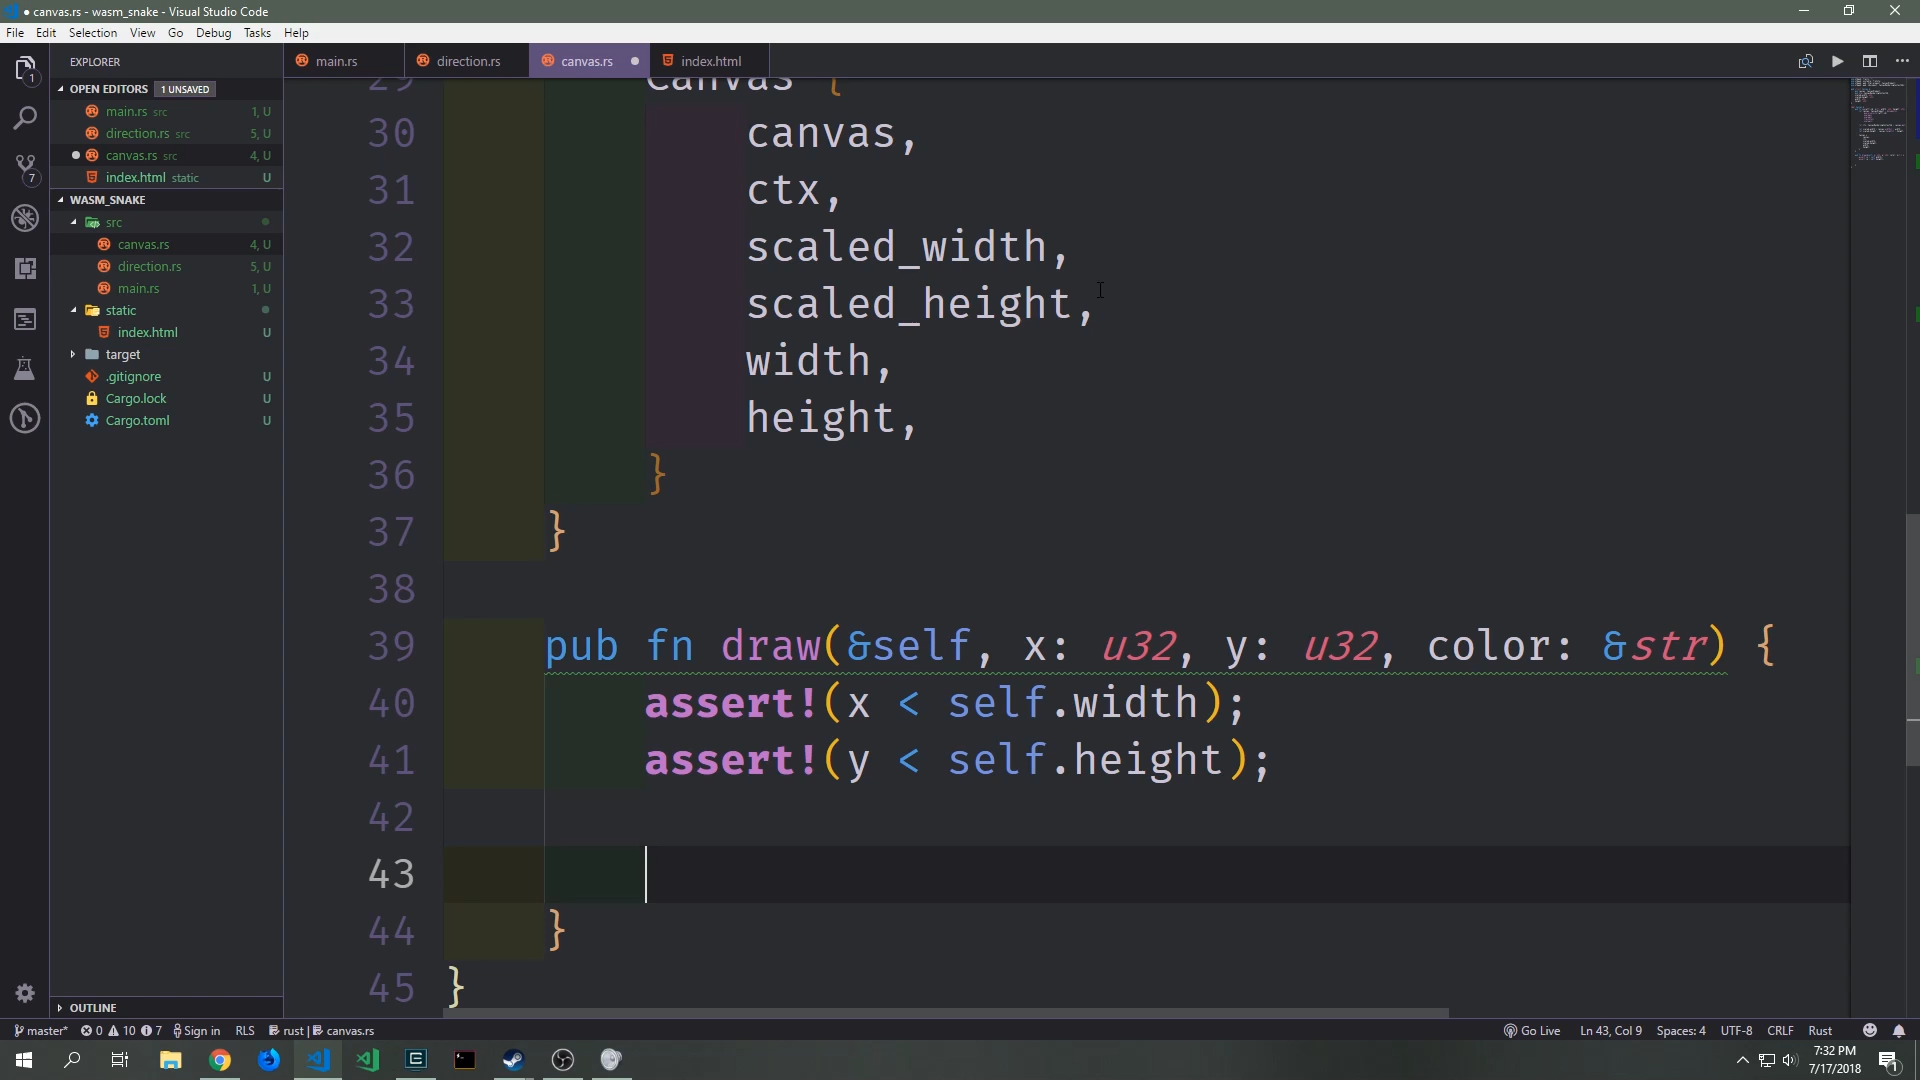 canvas.rs - wasm_snake - Visual Studio Code
File Edit Selection View Go Debug Tasks Help
EXPLORER
main.rs direction.rs canvas.rs index.html
OPEN EDITORS 1 UNSAVED
main.rs src 1, U
direction.rs src 5, U
canvas.rs src 4, U
index.html static U
WASM_SNAKE
src
canvas.rs 4, U
direction.rs 5, U
main.rs 1, U
static
index.html U
target
.gitignore U
Cargo.lock U
Cargo.toml U
OUTLINE
1
7
29 Canvas {
30 canvas,
31 ctx,
32 scaled_width,
33 scaled_height,
34 width,
35 height,
36 }
37 }
38
39 pub fn draw(&self, x: u32, y: u32, color: &str) {
40 assert!(x < self.width);
41 assert!(y < self.height);
42
43
44 }
45 }
master* 0 10 7 Sign in RLS rust | canvas.rs Go Live Ln 43, Col 9 Spaces: 4 UTF-8 CRLF Rust
7:32 PM
7/17/2018
1